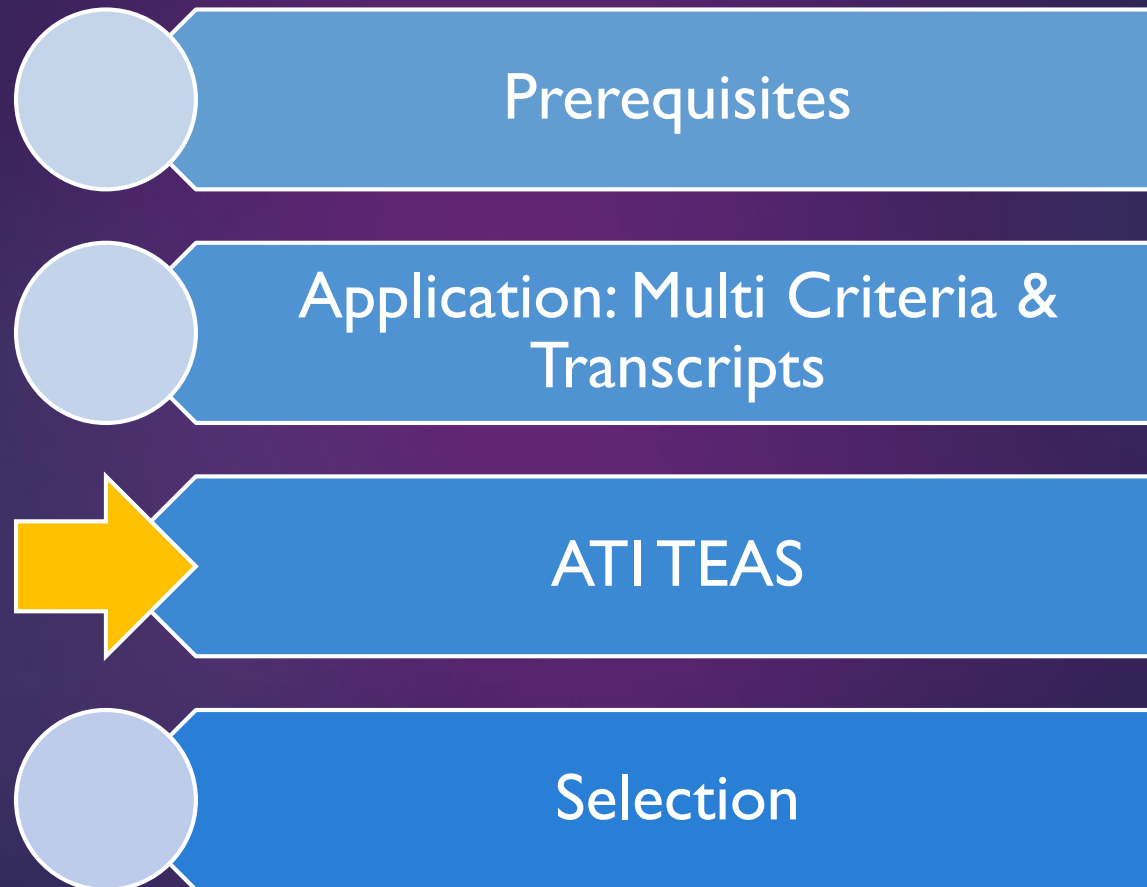 Prerequisites
Application: Multi Criteria &
Transcripts
ATI TEAS
Selection